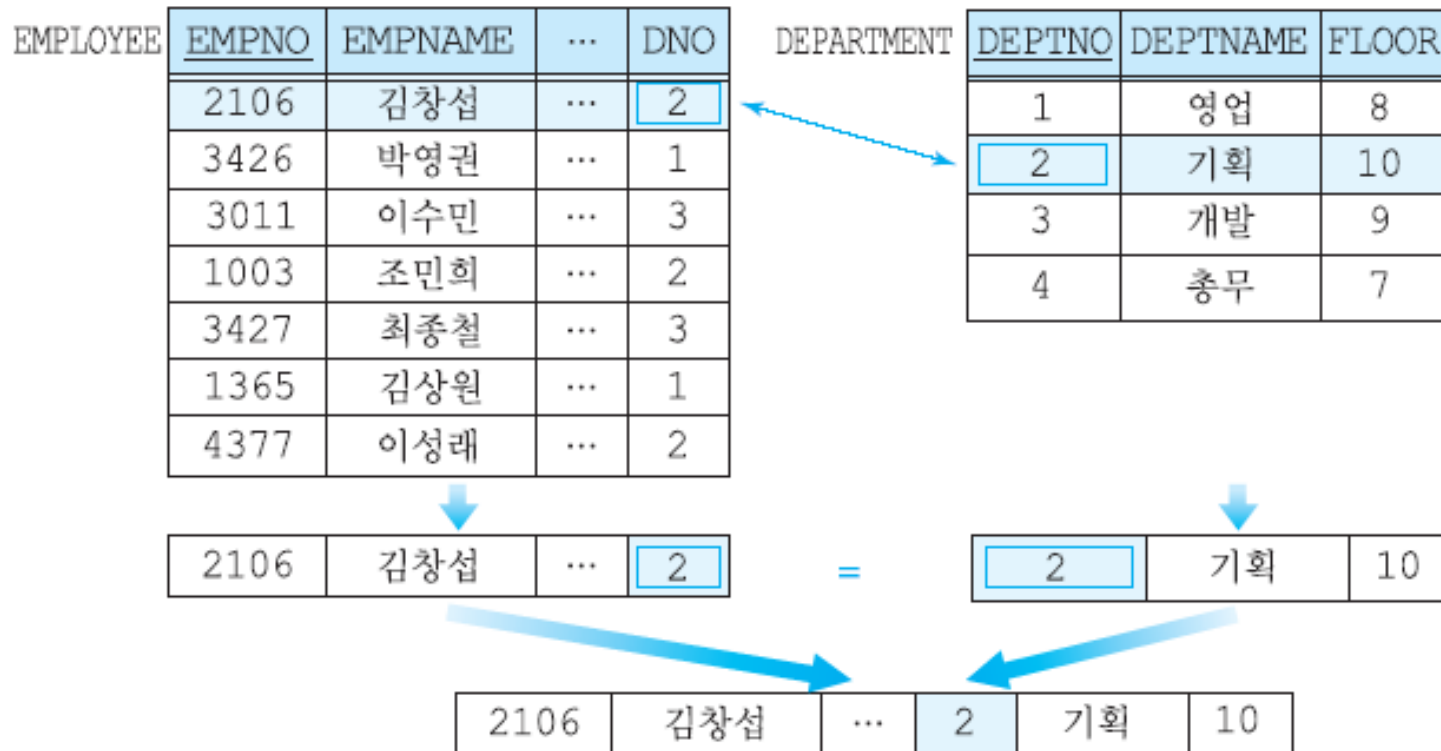 EMPLOYEE EMPNO EMPNAME … DNO
2106 김창섭 … 2
3426 박영권 … 1
3011 이수민 … 3
1003 조민희 … 2
3427 최종철 … 3
1365 김상원 … 1
4377 이성래 … 2
DEPARTMENT DEPTNO DEPTNAME FLOOR
1 영업 8
2 기획 10
3 개발 9
4 총무 7
2106 김창섭 … 2 = 2 기획 10
2106 김창섭 … 2 기획 10